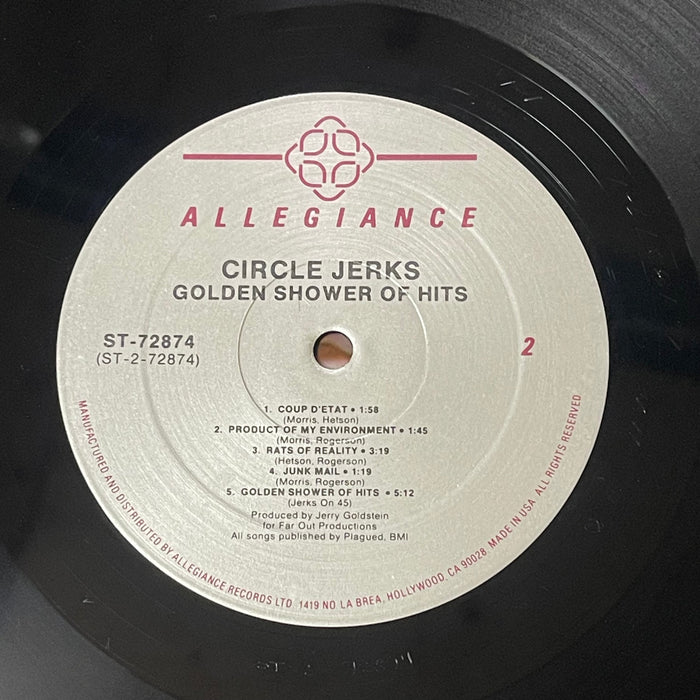 ALLEGIANCE
CIRCLE JERKS
GOLDEN SHOWER OF HITS
ST-72874
(ST-2-72874)
2
1. COUP D'ETAT • 1:58
(Morris, Hetson)
2. PRODUCT OF MY ENVIRONMENT • 1:45
(Morris, Rogerson)
3. RATS OF REALITY • 3:19
(Hetson, Rogerson)
4. JUNK MAIL • 1:19
(Morris, Rogerson)
5. GOLDEN SHOWER OF HITS • 5:12
(Jerks On 45)
Produced by Jerry Goldstein
for Far Out Productions
All songs published by Plagued, BMI
MANUFACTURED AND DISTRIBUTED BY ALLEGIANCE RECORDS LTD 1419 NO LA BREA, HOLLYWOOD, CA 90028. MADE IN USA. ALL RIGHTS RESERVED